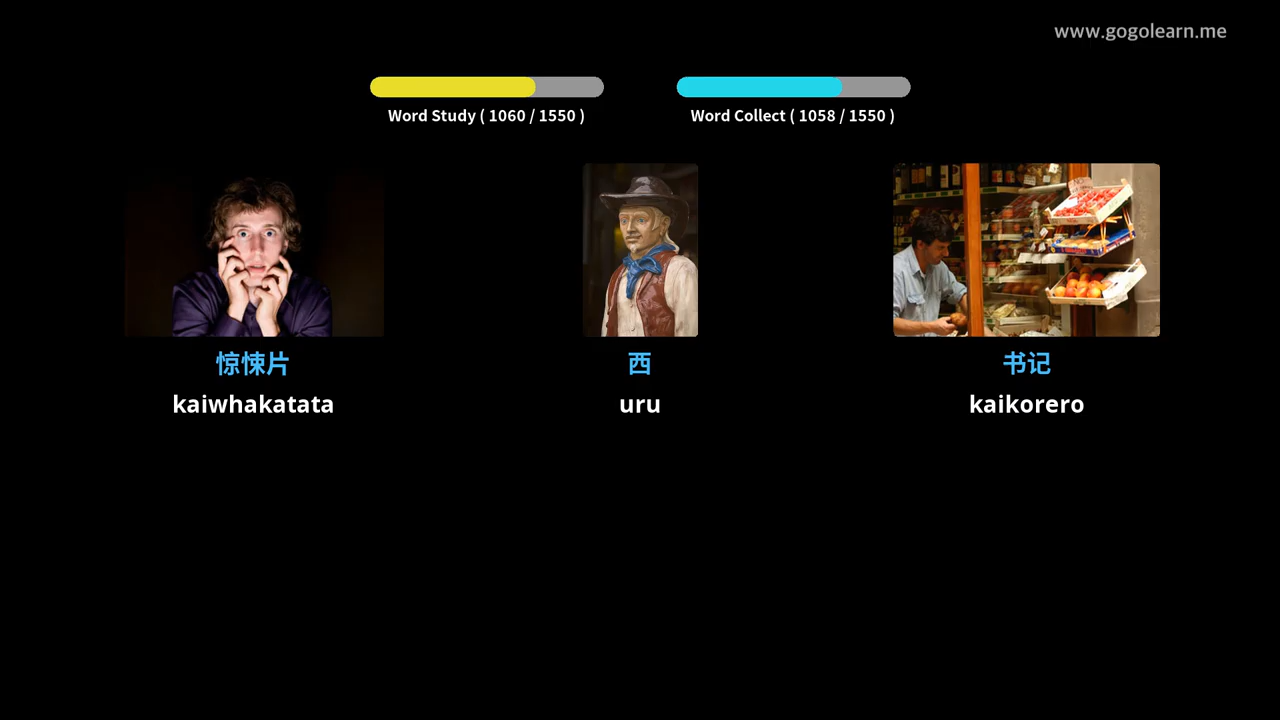 www.gogolearn.me
Word Study ( 1060 / 1550 )
Word Collect ( 1058 / 1550 )
惊悚片
西
书记
kaiwhakatata
uru
kaikorero